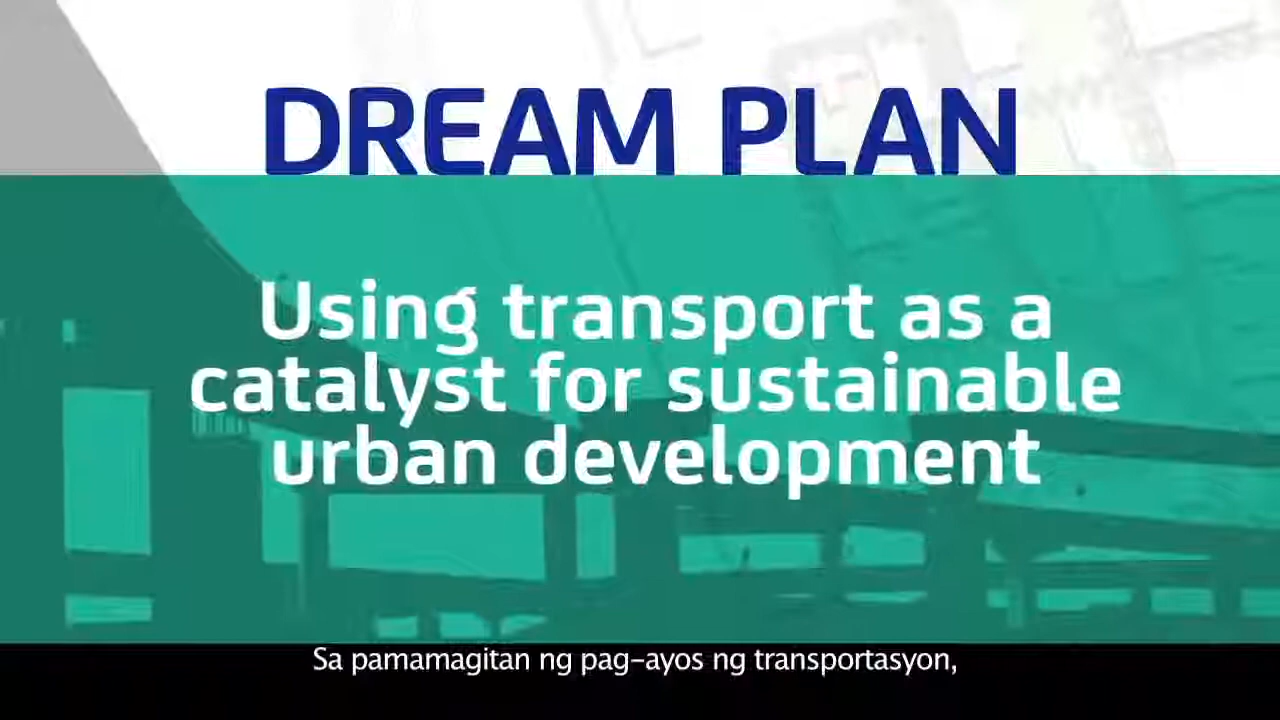 DREAM PLAN
Using transport as a
catalyst for sustainable
urban development
Sa pamamagitan ng pag-ayos ng transportasyon,